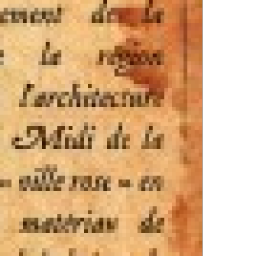 ement de la
la région
l'architecture
Midi de la
« ville rose » en
matériau de